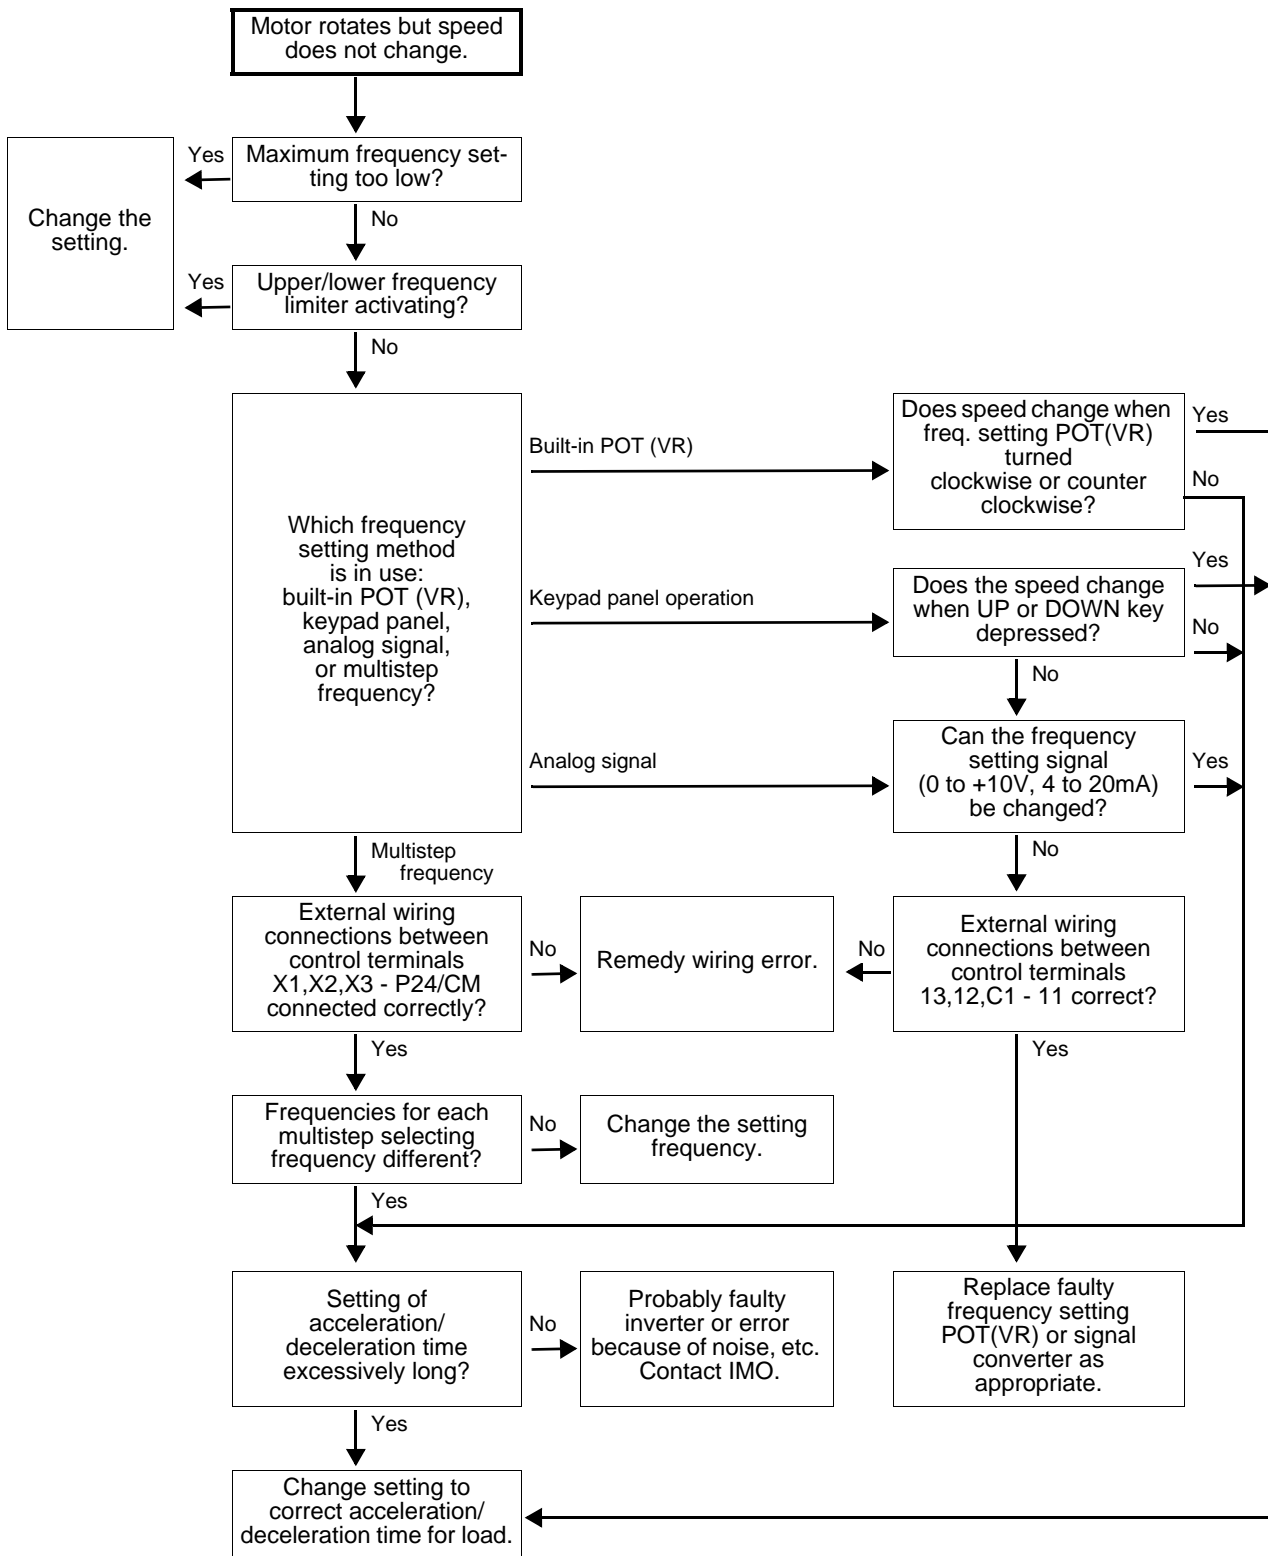 Motor rotates but speed
does not change.
Yes
Maximum frequency set-
ting too low?
Change the
setting.
No
Yes
Upper/lower frequency
limiter activating?
No
Which frequency
setting method
is in use:
built-in POT (VR),
keypad panel,
analog signal,
or multistep
frequency?
Built-in POT (VR)
Does speed change when
freq. setting POT(VR)
turned
clockwise or counter
clockwise?
Yes
No
Keypad panel operation
Does the speed change
when UP or DOWN key
depressed?
Yes
No
No
Analog signal
Can the frequency
setting signal
(0 to +10V, 4 to 20mA)
be changed?
Yes
No
Multistep
frequency
External wiring
connections between
control terminals
X1,X2,X3 - P24/CM
connected correctly?
No
Remedy wiring error.
No
External wiring
connections between
control terminals
13,12,C1 - 11 correct?
Yes
Yes
Frequencies for each
multistep selecting
frequency different?
No
Change the setting
frequency.
Yes
Setting of
acceleration/
deceleration time
excessively long?
No
Probably faulty
inverter or error
because of noise, etc.
Contact IMO.
Replace faulty
frequency setting
POT(VR) or signal
converter as
appropriate.
Yes
Change setting to
correct acceleration/
deceleration time for load.